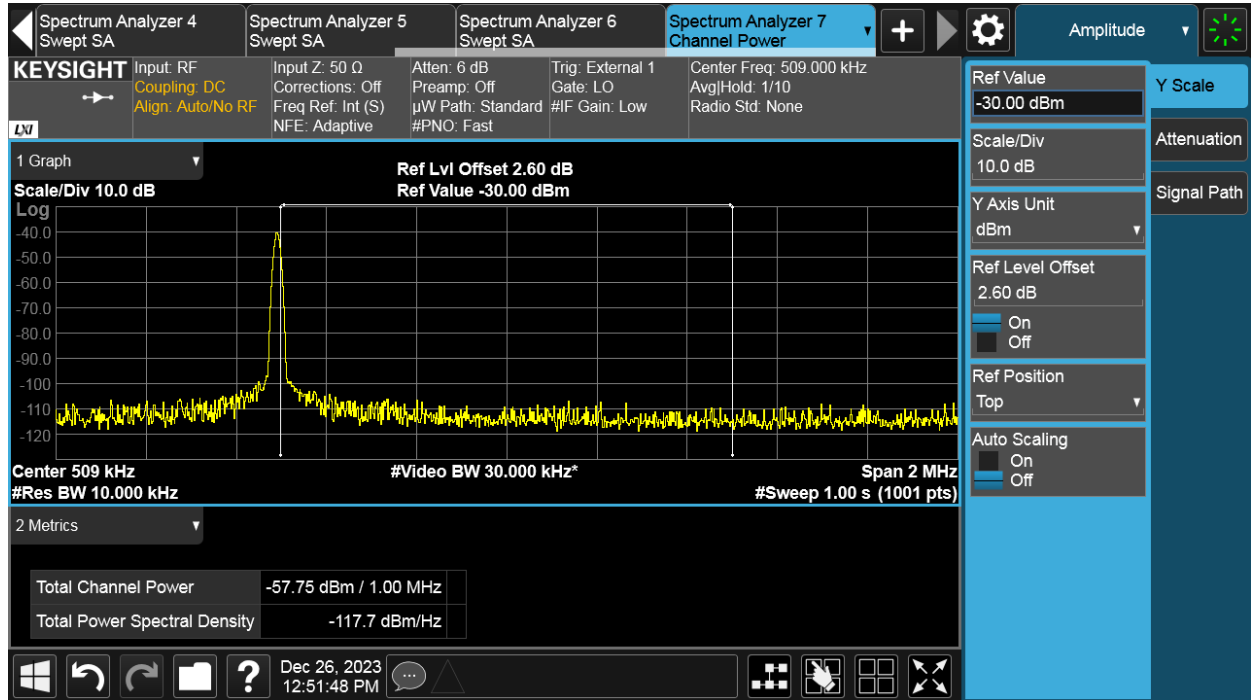 Spectrum Analyzer 4
Swept SA
Spectrum Analyzer 5
Swept SA
Spectrum Analyzer 6
Swept SA
Spectrum Analyzer 7
Channel Power
Amplitude
KEYSIGHT
LXI
Input: RF
Coupling: DC
Align: Auto/No RF
Input Z: 50 Ω
Corrections: Off
Freq Ref: Int (S)
NFE: Adaptive
Atten: 6 dB
Preamp: Off
µW Path: Standard
#PNO: Fast
Trig: External 1
Gate: LO
#IF Gain: Low
Center Freq: 509.000 kHz
Avg|Hold: 1/10
Radio Std: None
1 Graph
Scale/Div 10.0 dB
Ref Lvl Offset 2.60 dB
Ref Value -30.00 dBm
Log
-40.0
-50.0
-60.0
-70.0
-80.0
-90.0
-100
-110
-120
Center 509 kHz
#Res BW 10.000 kHz
#Video BW 30.000 kHz*
Span 2 MHz
#Sweep 1.00 s (1001 pts)
2 Metrics
Total Channel Power -57.75 dBm / 1.00 MHz
Total Power Spectral Density -117.7 dBm/Hz
?
Dec 26, 2023
12:51:48 PM
Ref Value
-30.00 dBm
Scale/Div
10.0 dB
Y Axis Unit
dBm
Ref Level Offset
2.60 dB
On
Off
Ref Position
Top
Auto Scaling
On
Off
Y Scale
Attenuation
Signal Path